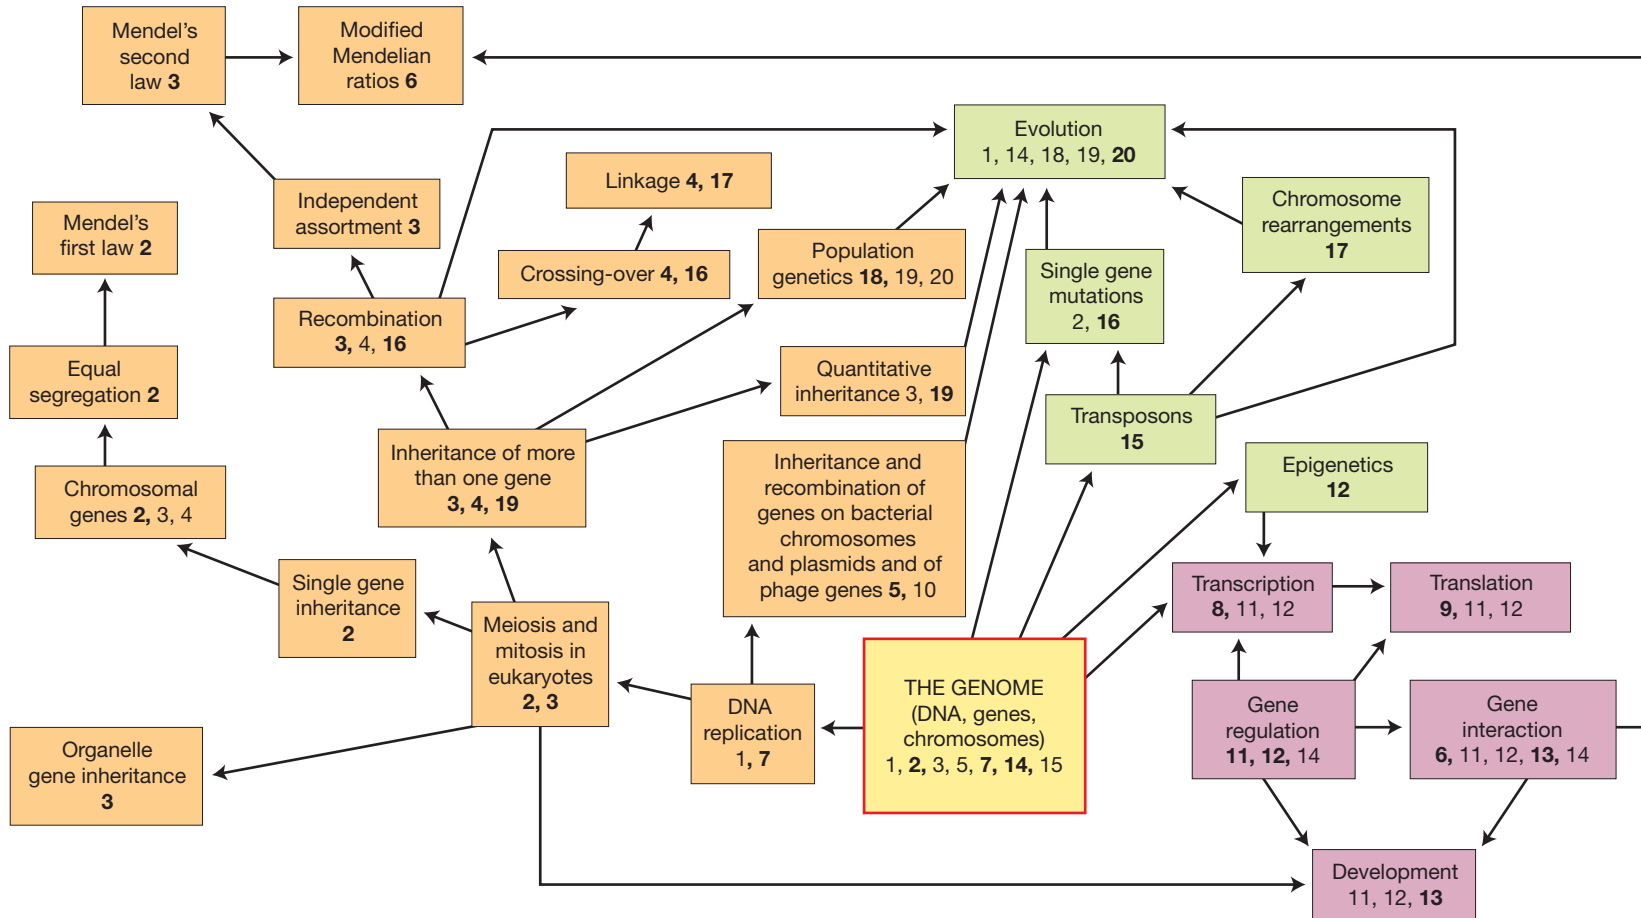 Mendel's
second
law 3
Modified
Mendelian
ratios 6
Evolution
1, 14, 18, 19, 20
Linkage 4, 17
Independent
assortment 3
Chromosome
rearrangements
17
Mendel's
first law 2
Crossing-over 4, 16
Population
genetics 18, 19, 20
Single gene
mutations
2, 16
Recombination
3, 4, 16
Equal
segregation 2
Quantitative
inheritance 3, 19
Transposons
15
Inheritance of more
than one gene
3, 4, 19
Inheritance and
recombination of
genes on bacterial
chromosomes
and plasmids and of
phage genes 5, 10
Epigenetics
12
Chromosomal
genes 2, 3, 4
Single gene
inheritance
2
Transcription
8, 11, 12
Translation
9, 11, 12
Meiosis and
mitosis in
eukaryotes
2, 3
THE GENOME
(DNA, genes,
chromosomes)
1, 2, 3, 5, 7, 14, 15
DNA
replication
1, 7
Gene
regulation
11, 12, 14
Gene
interaction
6, 11, 12, 13, 14
Organelle
gene inheritance
3
Development
11, 12, 13